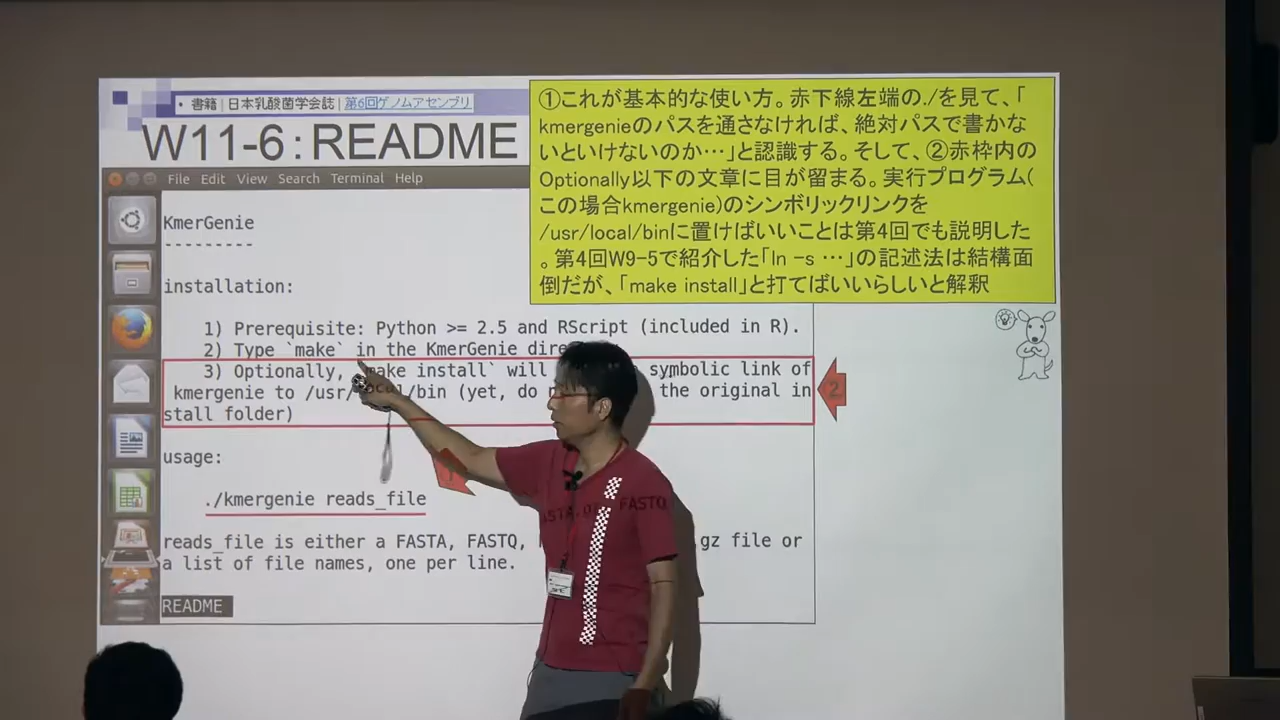 • 書籍 | 日本乳酸菌学会誌 | 第6回ゲノムアセンブリ
W11-6：README
①これが基本的な使い方。赤下線左端の./を見て、「
kmergenieのパスを通さなければ、絶対パスで書かな
いといけないのか…」と認識する。そして、②赤枠内の
Optionally以下の文章に目が留まる。実行プログラム(
この場合kmergenie)のシンボリックリンクを
/usr/local/binに置けばいいことは第4回でも説明した
。第4回W9-5で紹介した「ln -s …」の記述法は結構面
倒だが、「make install」と打てばいいらしいと解釈
File Edit View Search Terminal Help
KmerGenie
---------
installation:
1) Prerequisite: Python >= 2.5 and RScript (included in R).
2) Type `make` in the KmerGenie
3) Optionally, `make install` will symbolic link of
kmergenie to /usr/local/bin (yet, do the original in
stall folder)
②
usage:
./kmergenie reads_file
reads_file is either a FASTA, FASTQ, .gz file or
a list of file names, one per line.
README